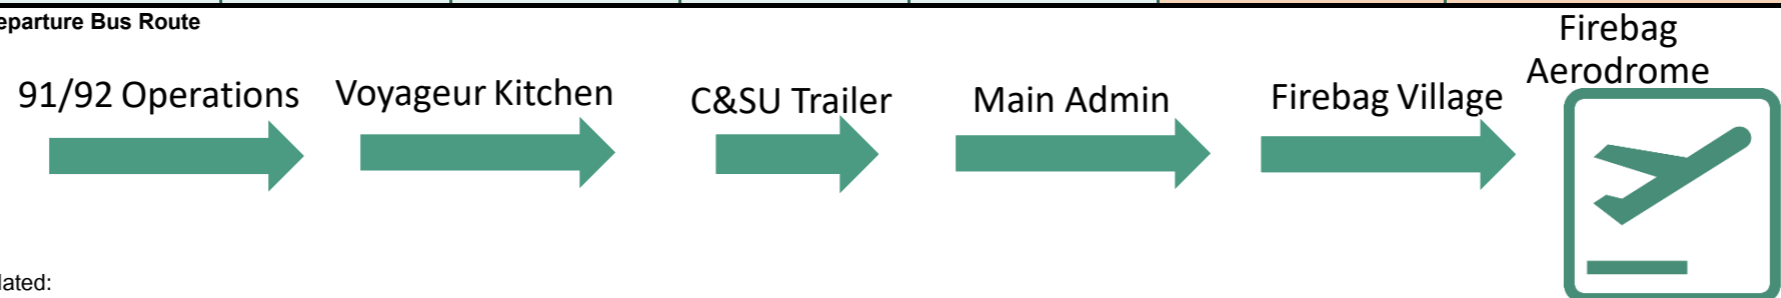 eparture Bus Route
91/92 Operations
Voyageur Kitchen
C&SU Trailer
Main Admin
Firebag Village
Firebag
Aerodrome
lated: